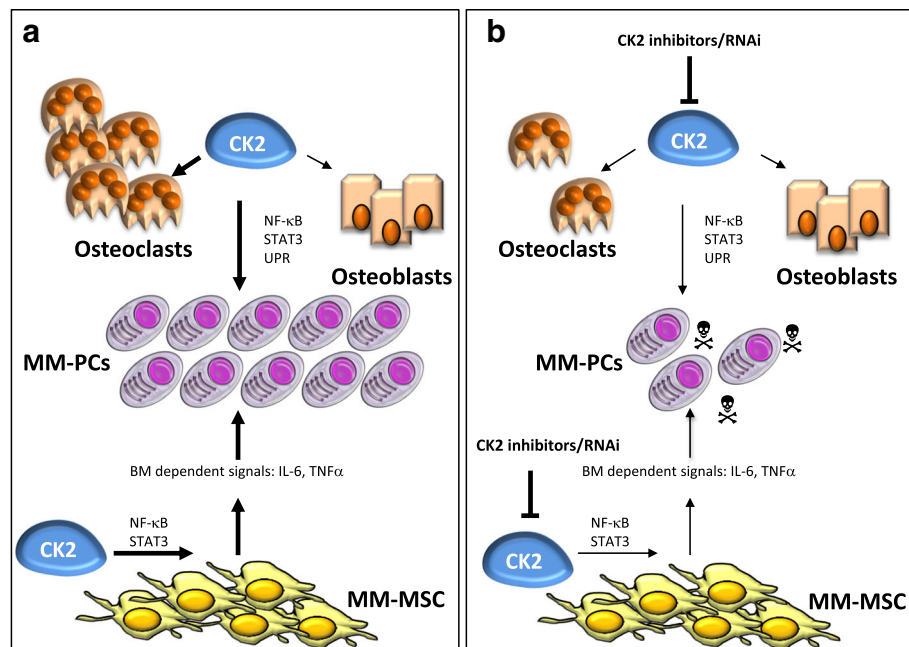 a
CK2
Osteoclasts
NF-κB
STAT3
UPR
Osteoblasts
MM-PCs
BM dependent signals: IL-6, TNFα
NF-κB
STAT3
CK2
MM-MSC
b
CK2 inhibitors/RNAi
CK2
Osteoclasts
NF-κB
STAT3
UPR
Osteoblasts
MM-PCs
CK2 inhibitors/RNAi
BM dependent signals: IL-6, TNFα
NF-κB
STAT3
CK2
MM-MSC